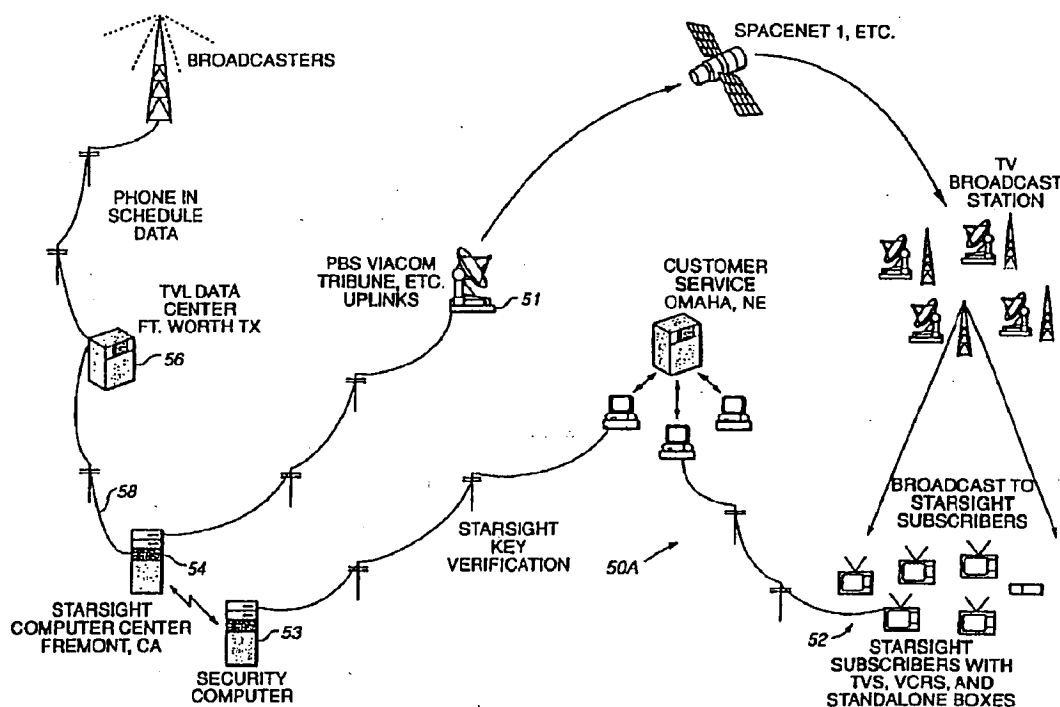 BROADCASTERS
SPACENET 1, ETC.
PHONE IN
SCHEDULE
DATA
TV
BROADCAST
STATION
PBS VIACOM
TRIBUNE, ETC.
UPLINKS
51
CUSTOMER
SERVICE
OMAHA, NE
TVL DATA
CENTER
FT. WORTH TX
56
58
54
STARSIGHT
KEY
VERIFICATION
50A
BROADCAST TO
STARSIGHT
SUBSCRIBERS
STARSIGHT
COMPUTER CENTER
FREMONT, CA
53
SECURITY
COMPUTER
52
STARSIGHT
SUBSCRIBERS WITH
TVS, VCRS, AND
STANDALONE BOXES